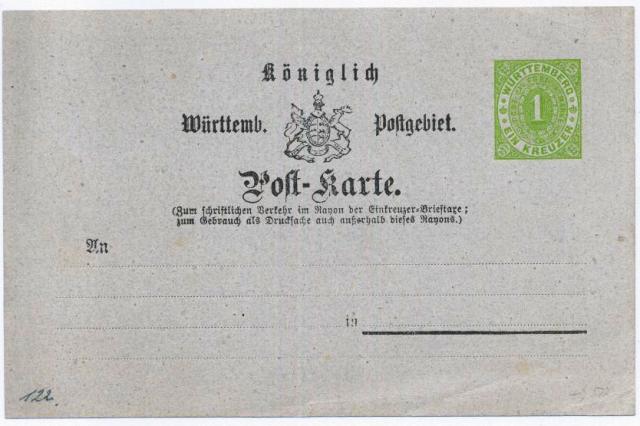 Königlich
Württemb. Postgebiet.
WÜRTTEMBERG
1
EIN KREUZER
Post-Karte.
(Zum schriftlichen Verkehr im Rayon der Einkreuzer-Brieftaxe;
zum Gebrauch als Drucksache auch außerhalb dieses Rayons.)
An
in
122.